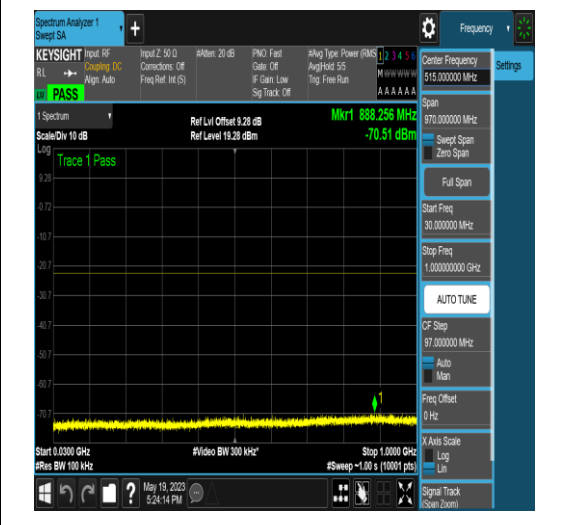 Spectrum Analyzer 1
Swept SA
+
Frequency
KEYSIGHT
RL
PASS
Input: RF
Coupling: DC
Align: Auto
Input Z: 50 Ω
Corrections: Off
Freq Ref: Int (S)
#Atten: 20 dB
PNO: Fast
Gate: Off
IF Gain: Low
Sig Track: Off
#Avg Type: Power (RMS
Avg|Hold: 5/5
Trig: Free Run
1 2 3 4 5 6
M w w w w w
A A A A A A
1 Spectrum
Scale/Div 10 dB
Ref Lvl Offset 9.28 dB
Ref Level 19.28 dBm
Mkr1 888.256 MHz
-70.51 dBm
Log
Trace 1 Pass
9.28
-0.72
-10.7
-20.7
-30.7
-40.7
-50.7
-60.7
-70.7
1
Start 0.0300 GHz
#Res BW 100 kHz
#Video BW 300 kHz*
Stop 1.0000 GHz
#Sweep ~1.00 s (10001 pts)
?
May 19, 2023
5:24:14 PM
Settings
Center Frequency
515.000000 MHz
Span
970.000000 MHz
Swept Span
Zero Span
Full Span
Start Freq
30.000000 MHz
Stop Freq
1.000000000 GHz
AUTO TUNE
CF Step
97.000000 MHz
Auto
Man
Freq Offset
0 Hz
X Axis Scale
Log
Lin
Signal Track
(Span Zoom)